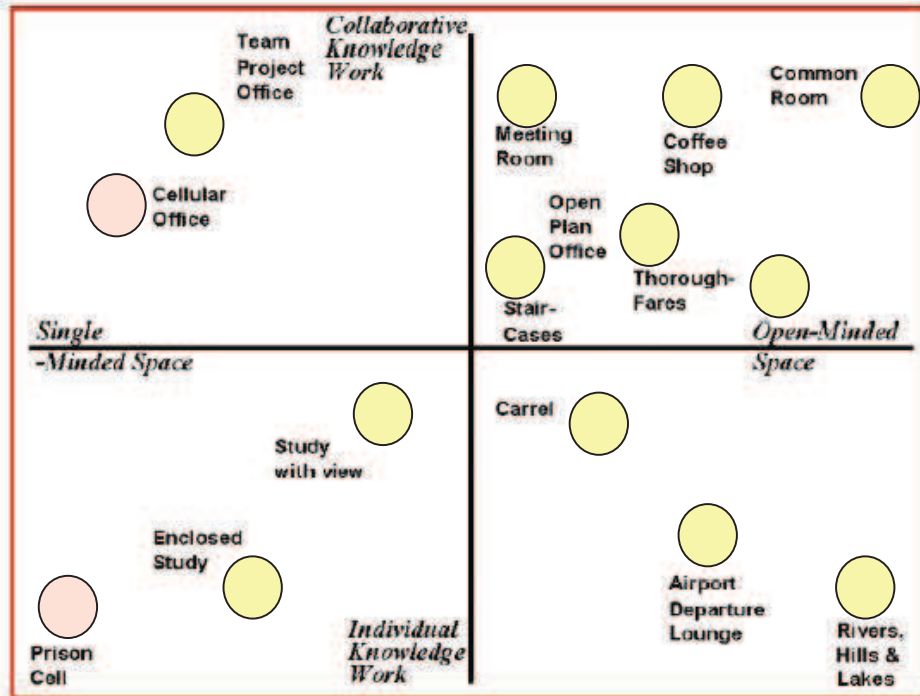 Collaborative
Knowledge
Work
Team
Project
Office
Cellular
Office
Meeting
Room
Coffee
Shop
Common
Room
Open
Plan
Office
Stair-
Cases
Thorough-
Fares
Single
-Minded Space
Open-Minded
Space
Study
with view
Enclosed
Study
Prison
Cell
Individual
Knowledge
Work
Carrel
Airport
Departure
Lounge
Rivers,
Hills &
Lakes